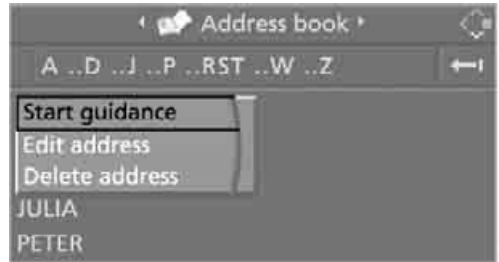 Address book
A ..D ..J ..P ..RST ..W ..Z
Start guidance
Edit address
Delete address
JULIA
PETER